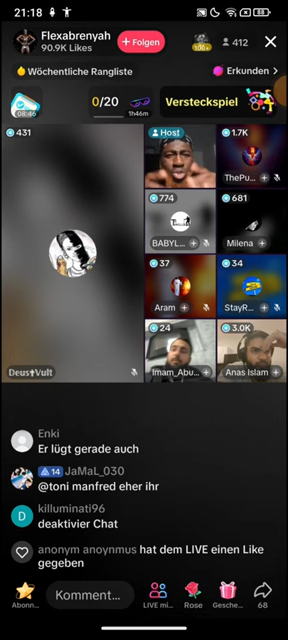 21:18
88
Flexabrenyah
90.9K Likes
+ Folgen
100+
412
Wöchentliche Rangliste
Erkunden >
08:46
0/20
1h46m
Versteckspiel
431
Host
1.7K
ThePu...
774
BABYL...
681
Milena
37
Aram
34
StayR...
24
Imam_Abu...
3.0K
Anas Islam
Deus✝Vult
Enki
Er lügt gerade auch
14 JaMaL_030
@toni manfred eher ihr
D
killuminati96
deaktivier Chat
anonym anoynmus hat dem LIVE einen Like
gegeben
Abonn...
Komment...
LIVE mi...
Rose
Gesche...
68